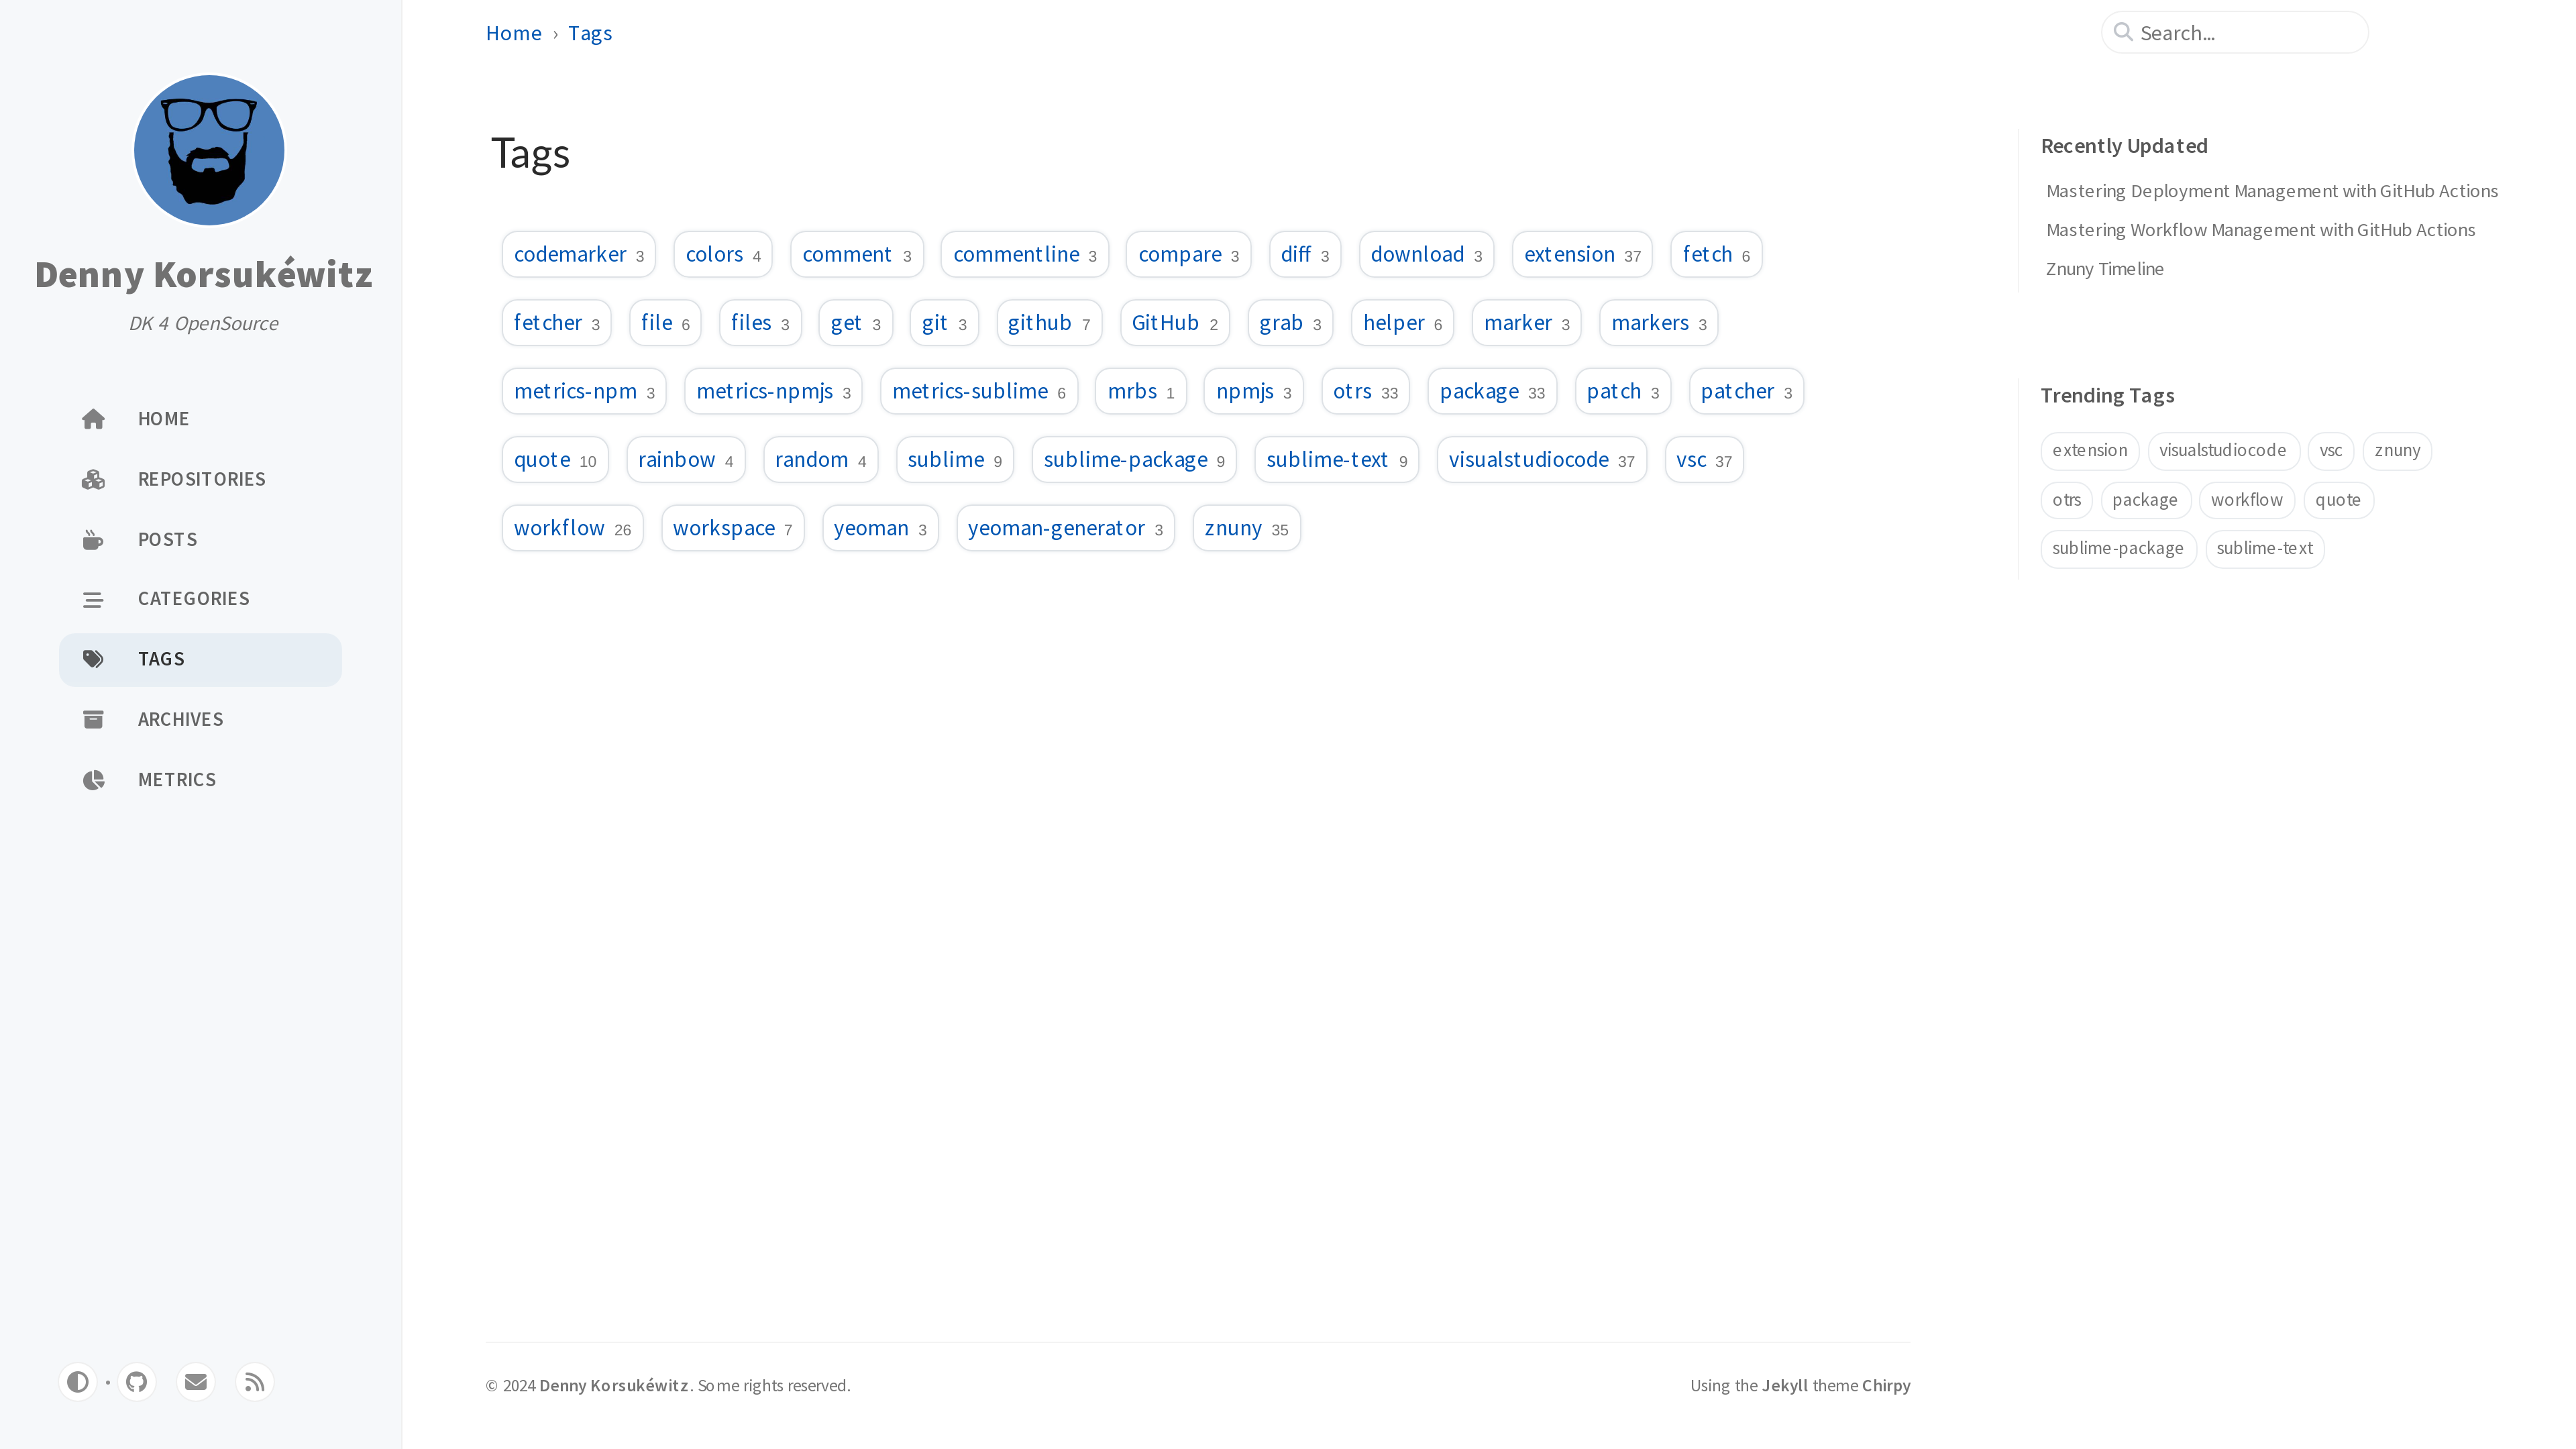 Denny Korsukéwitz
DK 4 OpenSource
HOME
REPOSITORIES
POSTS
CATEGORIES
TAGS
ARCHIVES
METRICS
Home › Tags
Search...
Tags
codemarker 3 colors 4 comment 3 commentline 3 compare 3 diff 3 download 3 extension 37 fetch 6
fetcher 3 file 6 files 3 get 3 git 3 github 7 GitHub 2 grab 3 helper 6 marker 3 markers 3
metrics-npm 3 metrics-npmjs 3 metrics-sublime 6 mrbs 1 npmjs 3 otrs 33 package 33 patch 3 patcher 3
quote 10 rainbow 4 random 4 sublime 9 sublime-package 9 sublime-text 9 visualstudiocode 37 vsc 37
workflow 26 workspace 7 yeoman 3 yeoman-generator 3 znuny 35
Recently Updated
Mastering Deployment Management with GitHub Actions
Mastering Workflow Management with GitHub Actions
Znuny Timeline
Trending Tags
extension visualstudiocode vsc znuny
otrs package workflow quote
sublime-package sublime-text
© 2024 Denny Korsukéwitz. Some rights reserved.
Using the Jekyll theme Chirpy